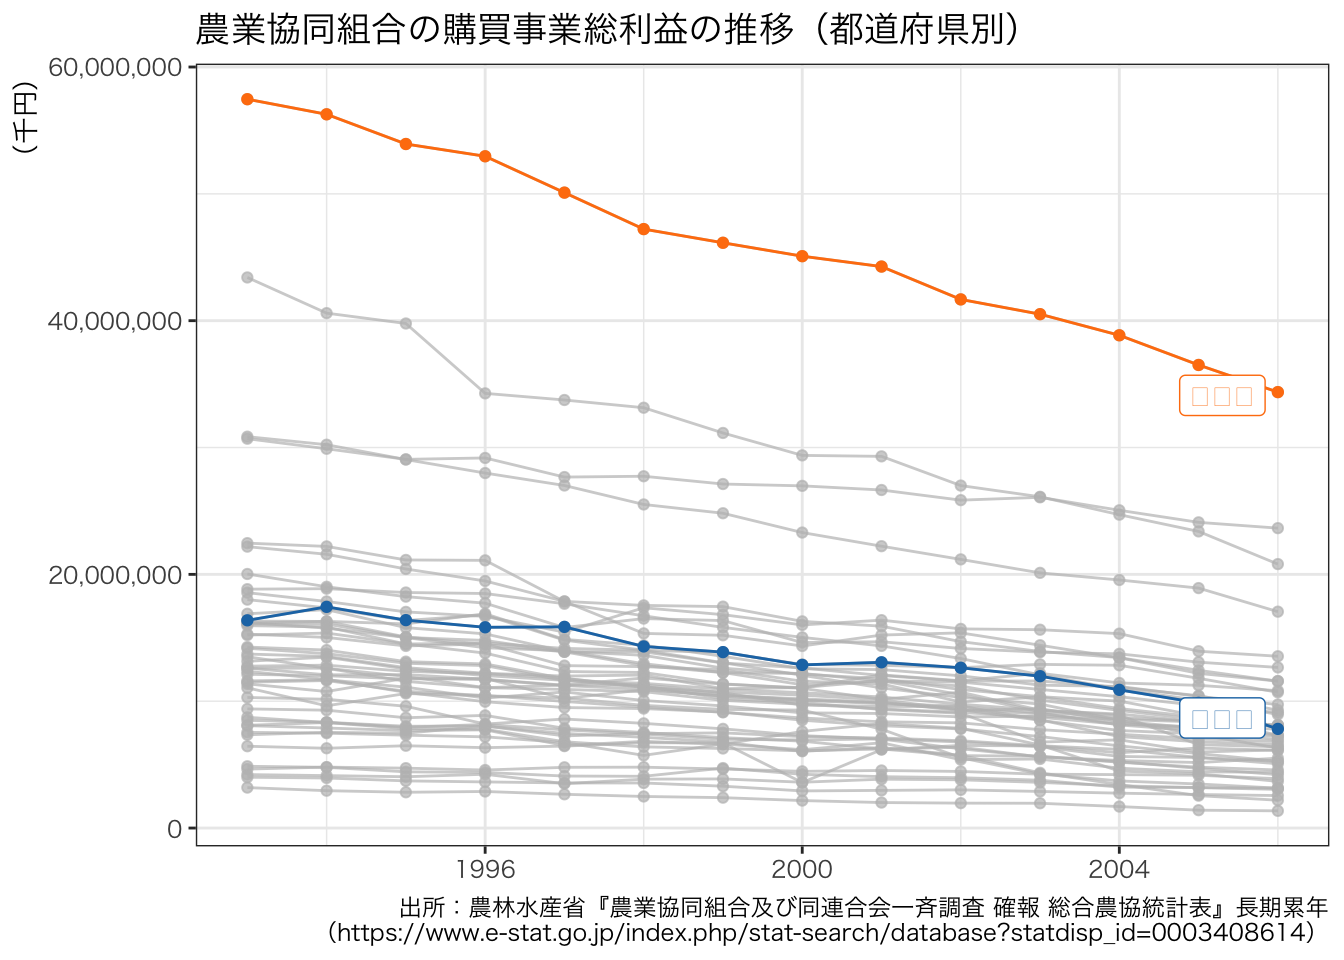 農業協同組合の購買事業総利益の推移（都道府県別）
（千円）
60,000,000
40,000,000
20,000,000
0
1996
2000
2004
出所：農林水産省『農業協同組合及び同連合会一斉調査 確報 総合農協統計表』長期累年
（https://www.e-stat.go.jp/index.php/stat-search/database?statdisp_id=0003408614）